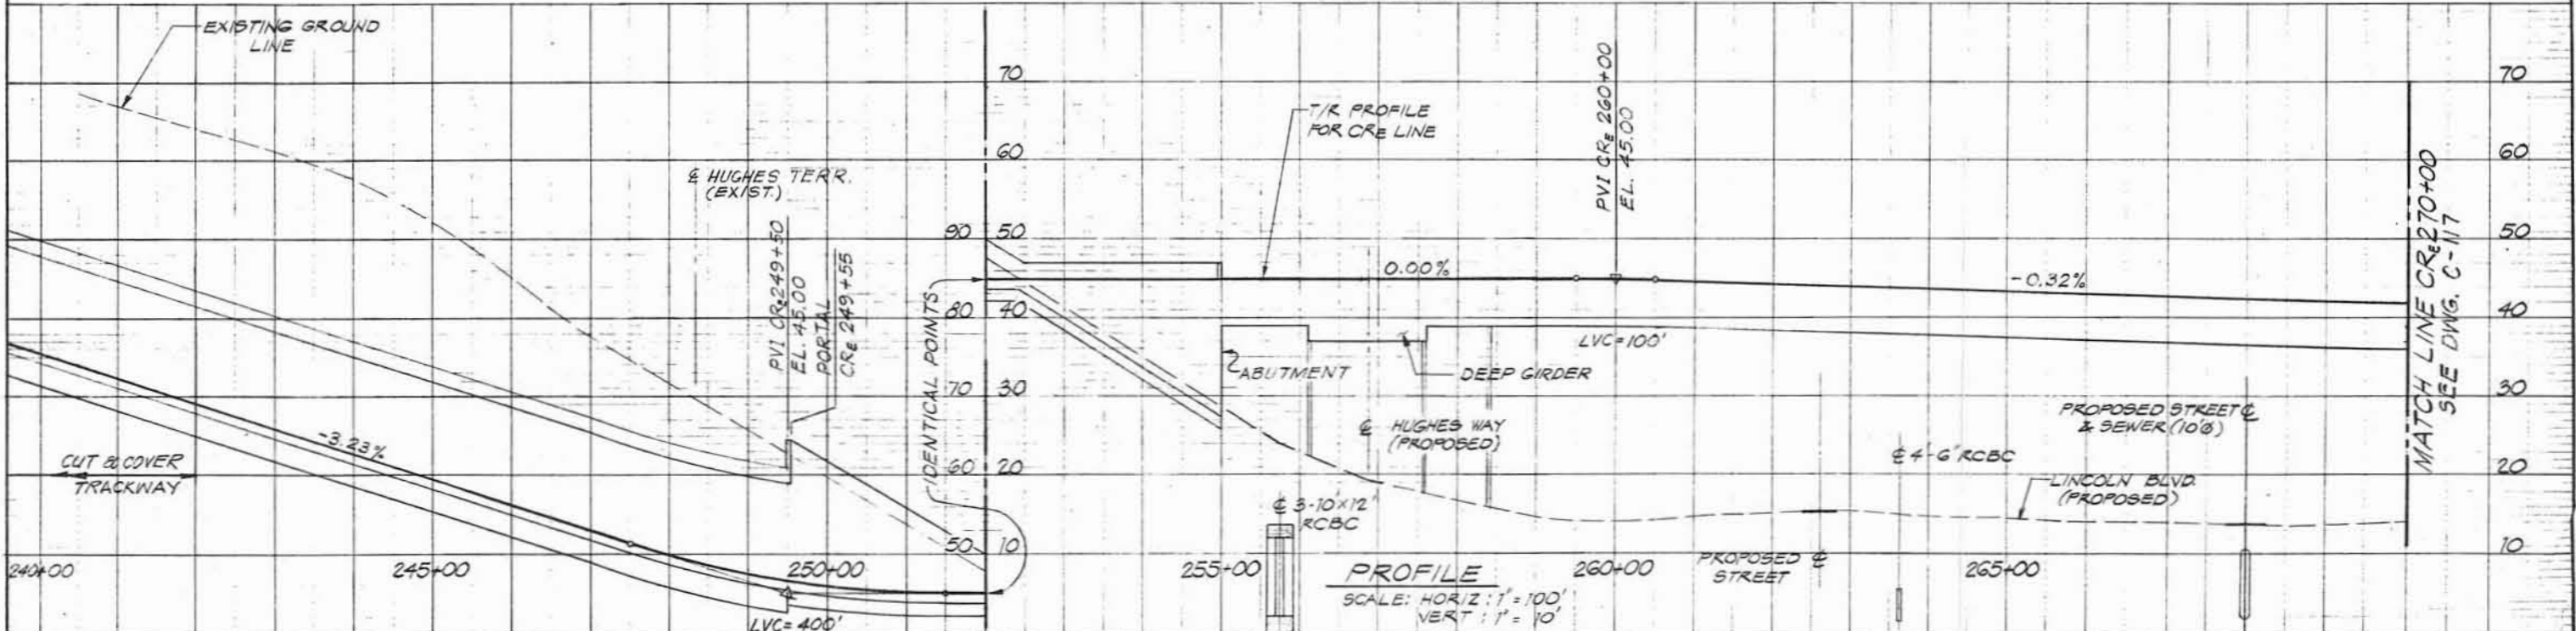 EXISTING GROUND
LINE
70
60
90 50
80 40
70 30
60 20
50 10
℄ HUGHES TERR.
(EXIST.)
PVI CRE 249+50
EL. 45.00
PORTAL
CRE 249+55
IDENTICAL POINTS
-3.23%
CUT & COVER
TRACKWAY
LVC= 400'
T/R PROFILE
FOR CRE LINE
PVI CRE 260+00
EL. 45.00
0.00%
-0.32%
LVC=100'
ABUTMENT
DEEP GIRDER
℄ HUGHES WAY
(PROPOSED)
℄ 3-10'x12'
RCBC
℄ 4'-6" RCBC
PROPOSED STREET ℄
& SEWER (10'Ø)
LINCOLN BLVD.
(PROPOSED)
PROPOSED ℄
STREET
70
60
50
40
30
20
10
MATCH LINE CRE 270+00
SEE DWG. C-117
240+00
245+00
250+00
255+00
260+00
265+00
PROFILE
SCALE: HORIZ: 1"=100'
VERT: 1"= 10'